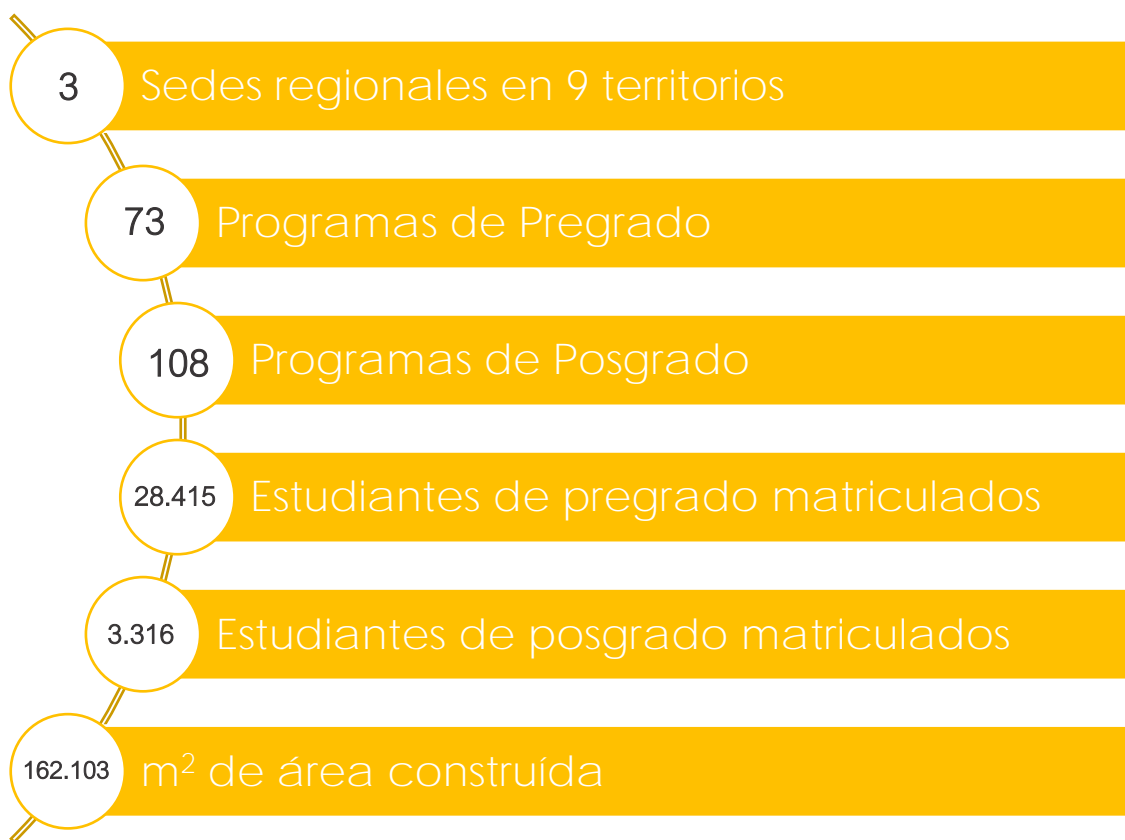 3 Sedes regionales en 9 territorios
73 Programas de Pregrado
108 Programas de Posgrado
28.415 Estudiantes de pregrado matriculados
3.316 Estudiantes de posgrado matriculados
162.103 m² de área construída